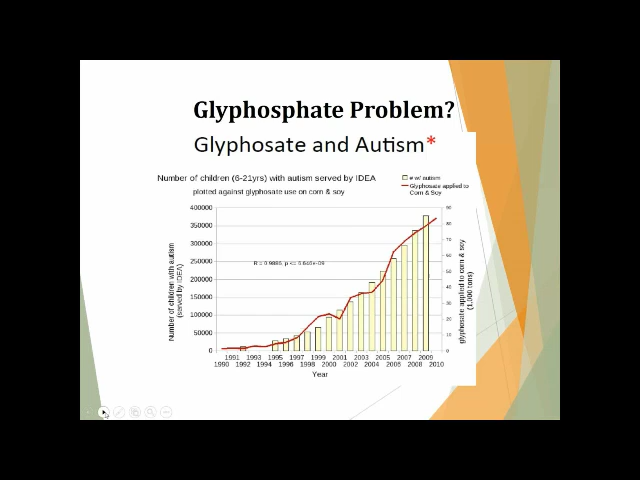 Glyphosphate Problem?
Glyphosate and Autism*
Number of children (6-21yrs) with autism served by IDEA
plotted against glyphosate use on corn & soy
# w/ autism
Glyphosate applied to
Corn & Soy
Number of children with autism
(served by IDEA)
400000
350000
300000
250000
200000
150000
100000
50000
0
90
80
70
60
50
40
30
20
10
0
glyphosate applied to corn & soy
(1,000 tons)
1991 1993 1995 1997 1999 2001 2003 2005 2007 2009
1990 1992 1994 1996 1998 2000 2002 2004 2006 2008 2010
Year